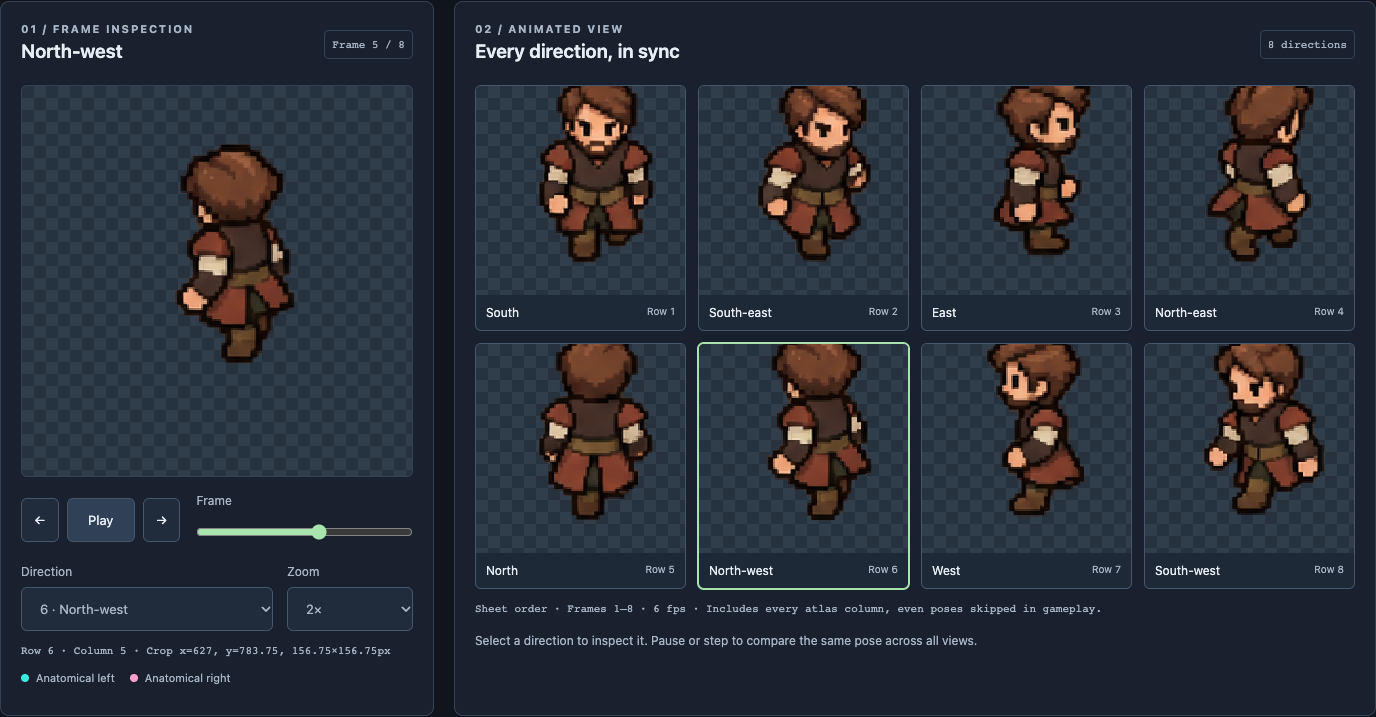 01 / FRAME INSPECTION
North-west
Frame 5 / 8
←
Play
→
Frame
Direction
Zoom
6 · North-west
2×
Row 6 · Column 5 · Crop x=627, y=783.75, 156.75×156.75px
Anatomical left
Anatomical right
02 / ANIMATED VIEW
Every direction, in sync
8 directions
South
Row 1
South-east
Row 2
East
Row 3
North-east
Row 4
North
Row 5
North-west
Row 6
West
Row 7
South-west
Row 8
Sheet order · Frames 1–8 · 6 fps · Includes every atlas column, even poses skipped in gameplay.
Select a direction to inspect it. Pause or step to compare the same pose across all views.